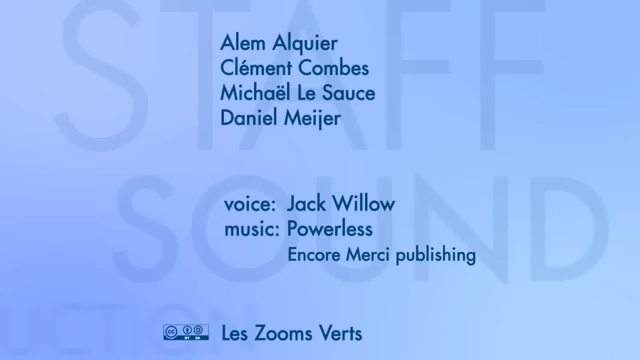 STAFF
Alem Alquier
Clément Combes
Michaël Le Sauce
Daniel Meijer
SOUND
voice: Jack Willow
music: Powerless
Encore Merci publishing
UCTION
Les Zooms Verts